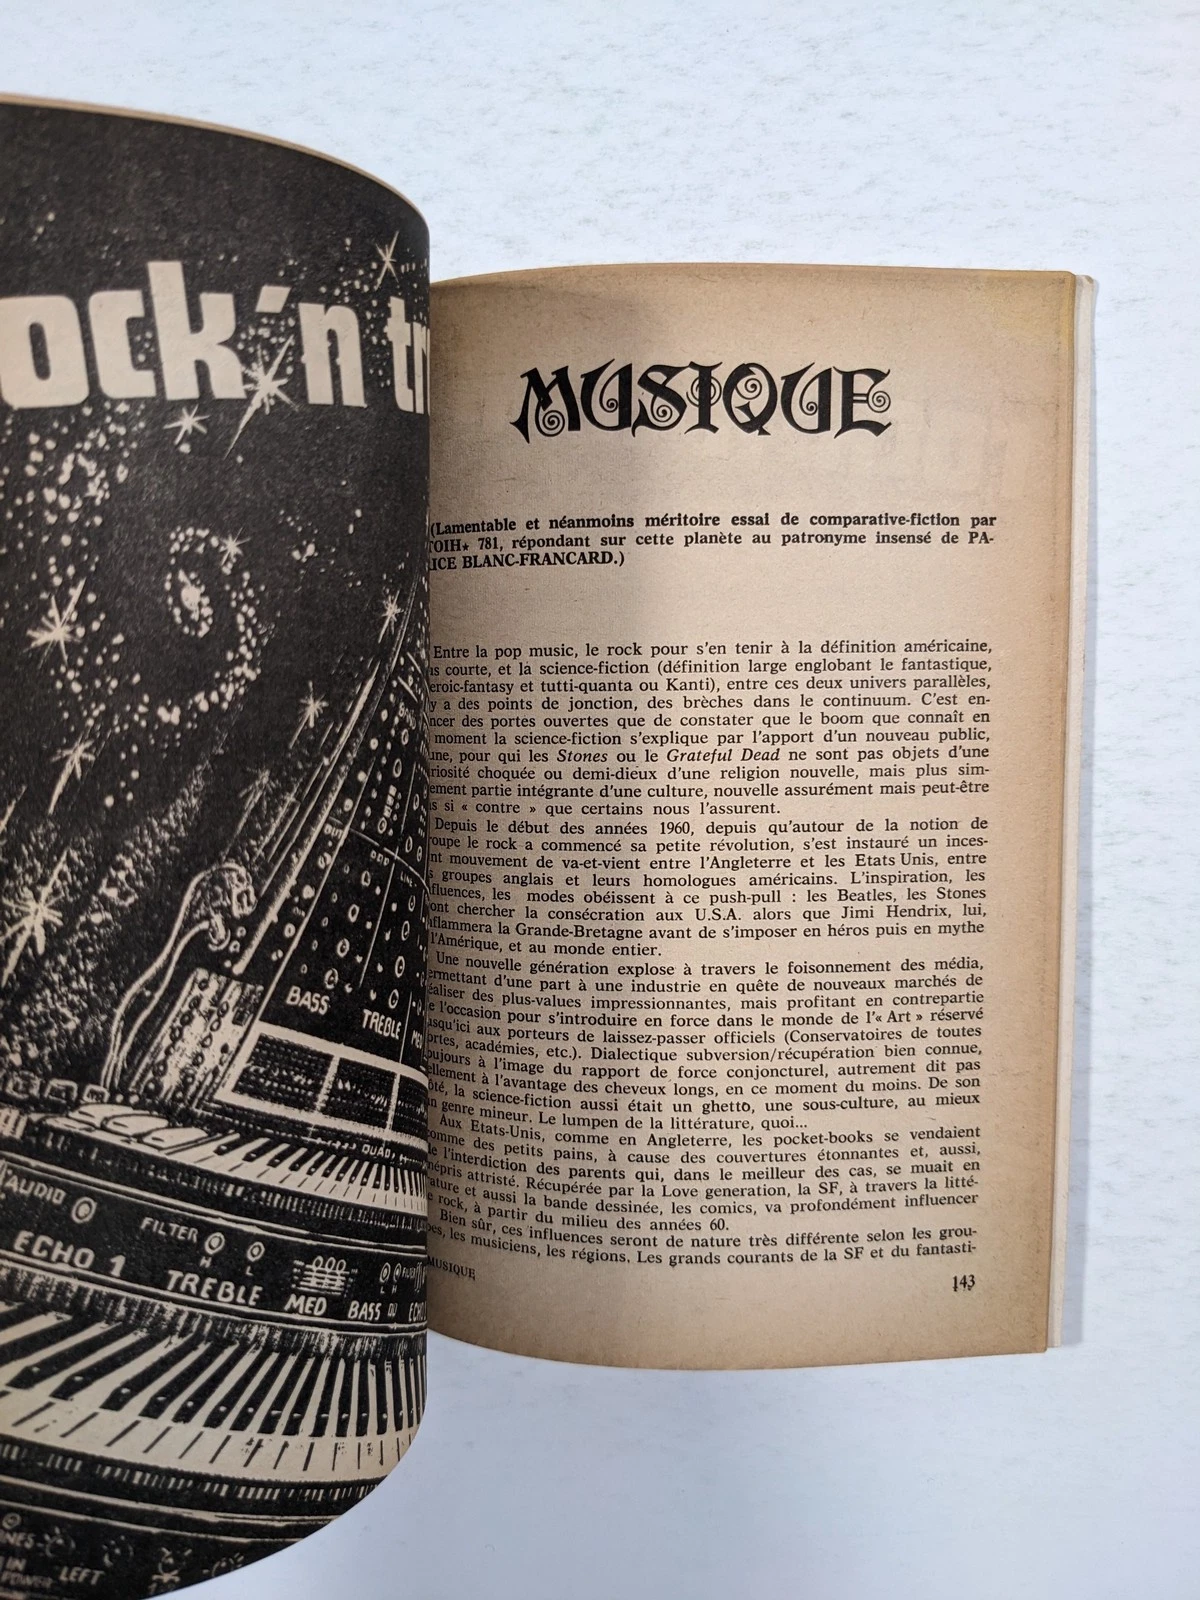 ock'n tr
BASS
TREBLE
QUAD
AUDIO
FILTER
H L
ECHO 1
TREBLE
MED
BASS
OU
IN
POWER
LEFT
MUSIQUE
(Lamentable et néanmoins méritoire essai de comparative-fiction par
TOIH★ 781, répondant sur cette planète au patronyme insensé de PA-
ICE BLANC-FRANCARD.)
Entre la pop music, le rock pour s'en tenir à la définition américaine,
us courte, et la science-fiction (définition large englobant le fantastique,
eroic-fantasy et tutti-quanta ou Kanti), entre ces deux univers parallèles,
y a des points de jonction, des brèches dans le continuum. C'est en-
ncer des portes ouvertes que de constater que le boom que connaît en
moment la science-fiction s'explique par l'apport d'un nouveau public,
une, pour qui les Stones ou le Grateful Dead ne sont pas objets d'une
riosité choquée ou demi-dieux d'une religion nouvelle, mais plus sim-
ement partie intégrante d'une culture, nouvelle assurément mais peut-être
s si « contre » que certains nous l'assurent.
Depuis le début des années 1960, depuis qu'autour de la notion de
oupe le rock a commencé sa petite révolution, s'est instauré un inces-
nt mouvement de va-et-vient entre l'Angleterre et les Etats Unis, entre
s groupes anglais et leurs homologues américains. L'inspiration, les
fluences, les modes obéissent à ce push-pull : les Beatles, les Stones
ont chercher la consécration aux U.S.A. alors que Jimi Hendrix, lui,
nflammera la Grande-Bretagne avant de s'imposer en héros puis en mythe
l'Amérique, et au monde entier.
Une nouvelle génération explose à travers le foisonnement des média,
ermettant d'une part à une industrie en quête de nouveaux marchés de
éaliser des plus-values impressionnantes, mais profitant en contrepartie
e l'occasion pour s'introduire en force dans le monde de l'« Art » réservé
usqu'ici aux porteurs de laissez-passer officiels (Conservatoires de toutes
ortes, académies, etc.). Dialectique subversion/récupération bien connue,
oujours à l'image du rapport de force conjoncturel, autrement dit pas
ellement à l'avantage des cheveux longs, en ce moment du moins. De son
ôté, la science-fiction aussi était un ghetto, une sous-culture, au mieux
n genre mineur. Le lumpen de la littérature, quoi...
Aux Etats-Unis, comme en Angleterre, les pocket-books se vendaient
omme des petits pains, à cause des couvertures étonnantes et, aussi,
e l'interdiction des parents qui, dans le meilleur des cas, se muait en
mépris attristé. Récupérée par la Love generation, la SF, à travers la litté-
ature et aussi la bande dessinée, les comics, va profondément influencer
e rock, à partir du milieu des années 60.
Bien sûr, ces influences seront de nature très différente selon les grou-
pes, les musiciens, les régions. Les grands courants de la SF et du fantasti-
MUSIQUE
143